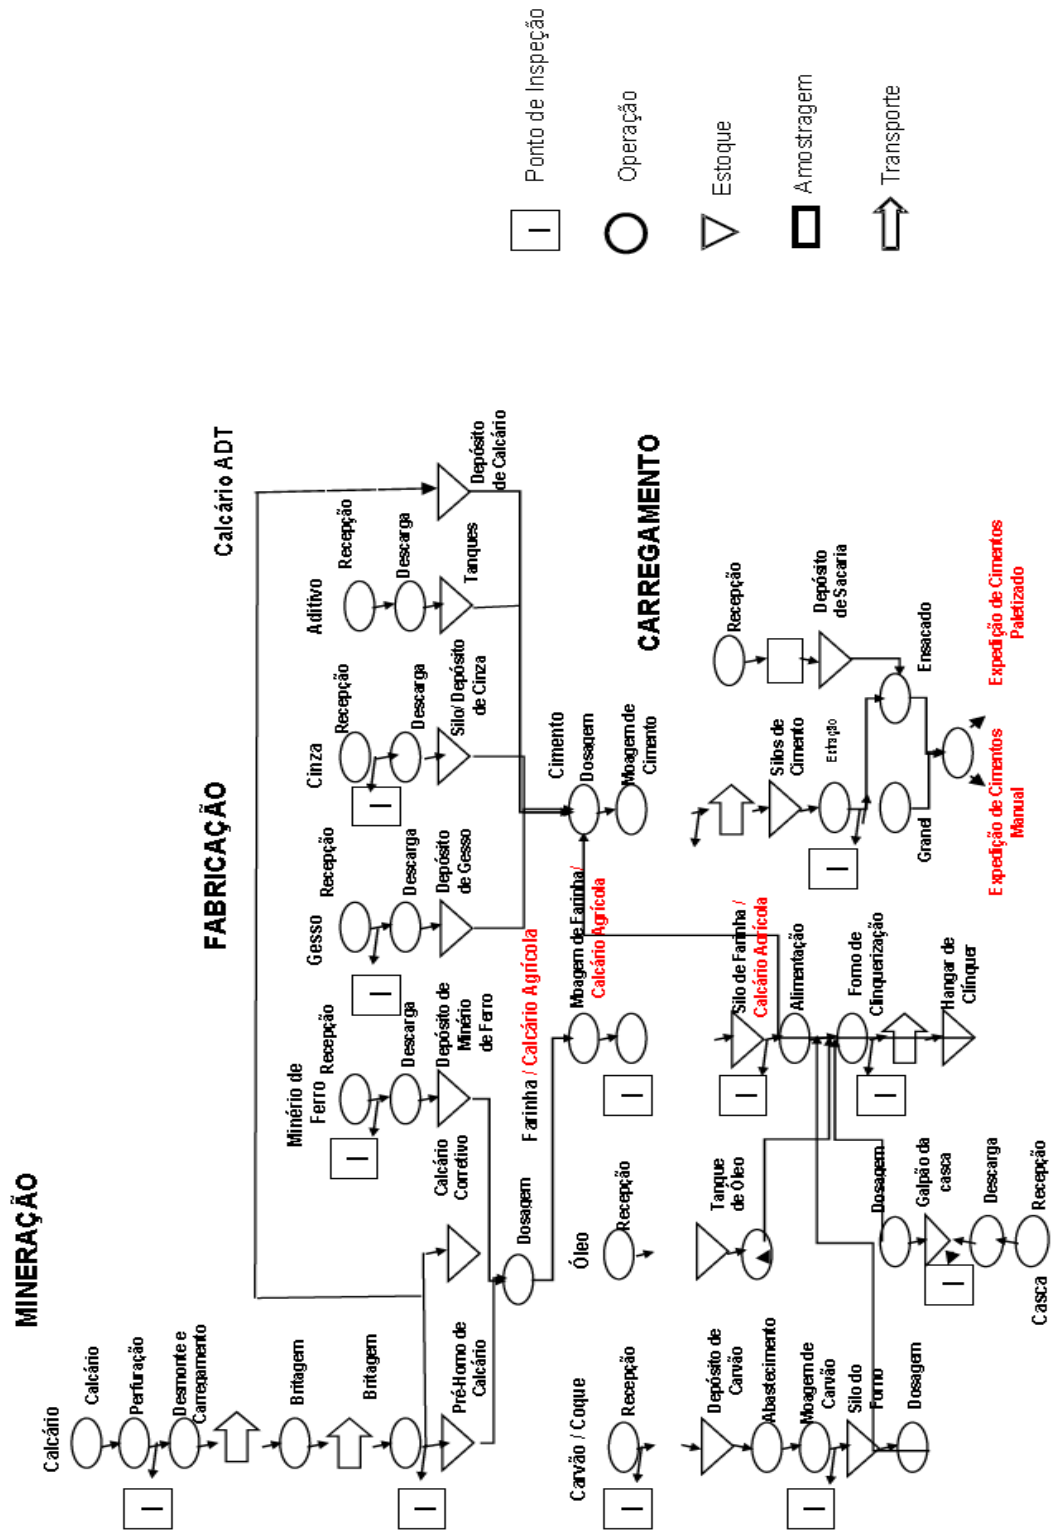 MINERAÇÃO
Calcário
Calcário
Perfuração
Desmonte e
Carregamento
Britagem
Britagem
Pré-Homo de
Calcário
I
I
FABRICAÇÃO
Calcário
Corretivo
Minério de
Ferro
Recepção
I
Descarga
Depósito de
Minério
de Ferro
Gesso
Recepção
I
Descarga
Depósito
de Gesso
Cinza
Recepção
I
Descarga
Silo/ Depósito
de Cinza
Aditivo
Recepção
Descarga
Tanques
Calcário ADT
Depósito
de Calcário
Dosagem
Farinha / Calcário Agrícola
Moagem de Farinha/
Calcário Agrícola
I
Cimento
Dosagem
Moagem de
Cimento
Carvão / Coque
Recepção
I
Depósito de
Carvão
Abastecimento
Moagem de
Carvão
I
Silo do
Forno
Dosagem
Óleo
Recepção
Tanque
de Óleo
Silo de Farinha /
Calcário Agrícola
I
Alimentação
Forno de
Clinquerização
I
Hangar de
Clínquer
Dosagem
Galpão da
casca
I
Descarga
Recepção
Casca
CARREGAMENTO
Recepção
Depósito
de Sacaria
Silos de
Cimento
Extração
I
Granel
Ensacado
Expedição de Cimentos
Manual
Expedição de Cimentos
Paletizado
I
Ponto de Inspeção
Operação
Estoque
Amostragem
Transporte